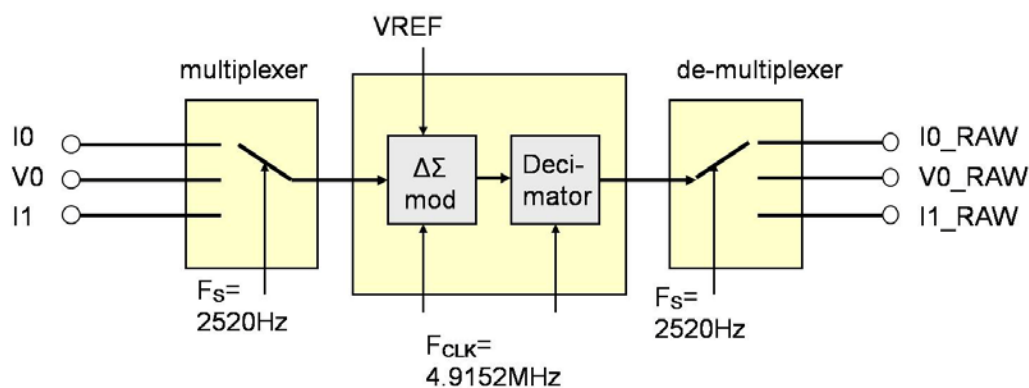 VREF
multiplexer
de-multiplexer
I0
V0
I1
ΔΣ
mod
Deci-
mator
I0_RAW
V0_RAW
I1_RAW
FS=
2520Hz
FCLK=
4.9152MHz
FS=
2520Hz